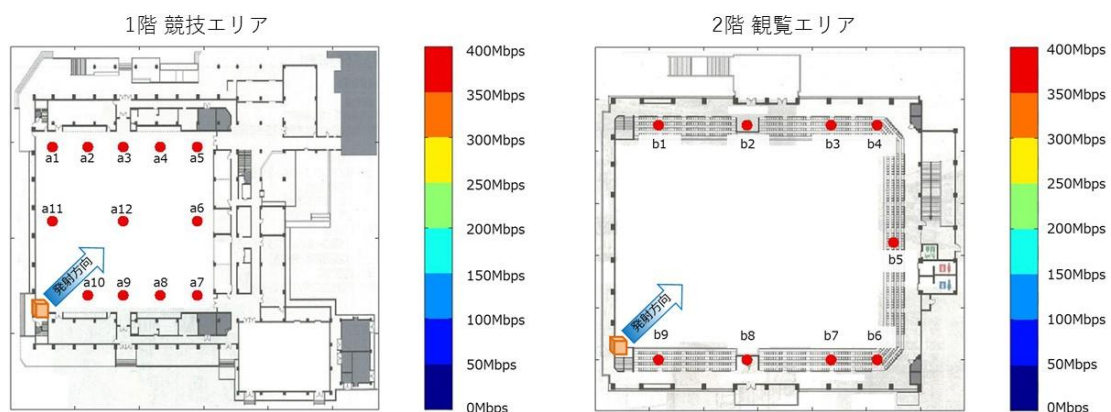 1階 競技エリア
400Mbps
350Mbps
300Mbps
250Mbps
200Mbps
150Mbps
100Mbps
50Mbps
0Mbps
a1 a2 a3 a4 a5
a11 a12 a6
発射方向
a10 a9 a8 a7
2階 観覧エリア
400Mbps
350Mbps
300Mbps
250Mbps
200Mbps
150Mbps
100Mbps
50Mbps
0Mbps
b1 b2 b3 b4
b5
発射方向
b9 b8 b7 b6